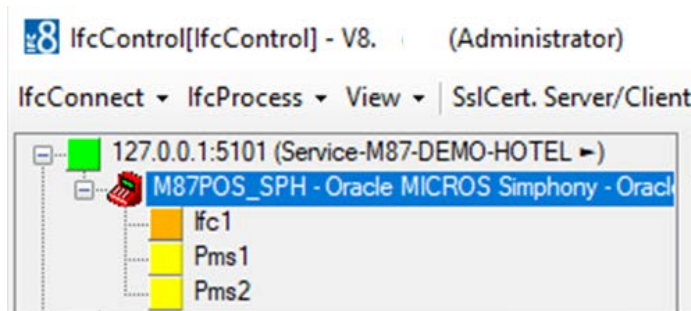 IFC8 IfcControl[IfcControl] - V8. (Administrator)
IfcConnect IfcProcess View SslCert. Server/Client
127.0.0.1:5101 (Service-M87-DEMO-HOTEL ►)
M87POS_SPH - Oracle MICROS Simphony - Oracl
Ifc1
Pms1
Pms2